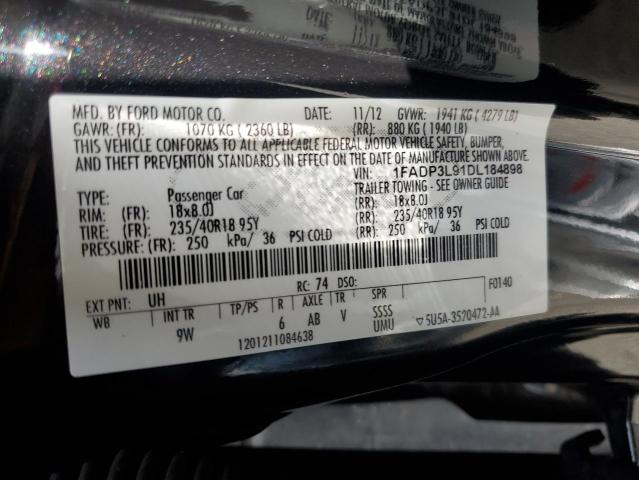 MFD. BY FORD MOTOR CO. DATE: 11/12 GVWR: 1941 KG ( 4279 LB)
GAWR: (FR): 1070 KG ( 2360 LB) (RR): 880 KG ( 1940 LB)
THIS VEHICLE CONFORMS TO ALL APPLICABLE FEDERAL MOTOR VEHICLE SAFETY, BUMPER,
AND THEFT PREVENTION STANDARDS IN EFFECT ON THE DATE OF MANUFACTURE SHOWN ABOVE.
VIN: 1FADP3L91DL184898
TYPE: Passenger Car TRAILER TOWING - SEE OWNER GUIDE
RIM: (FR): 18x8.0J (RR): 18x8.0J
TIRE: (FR): 235/40R18 95Y (RR): 235/40R18 95Y
PRESSURE: (FR): 250 kPa/ 36 PSI COLD (RR): 250 kPa/ 36 PSI COLD
RC: 74 DSO: F0140
EXT PNT: UH
WB INT TR TP/PS R AXLE TR SPR
9W 6 AB V SSSS
UMU
1201211084638 5U5A-3520472-AA